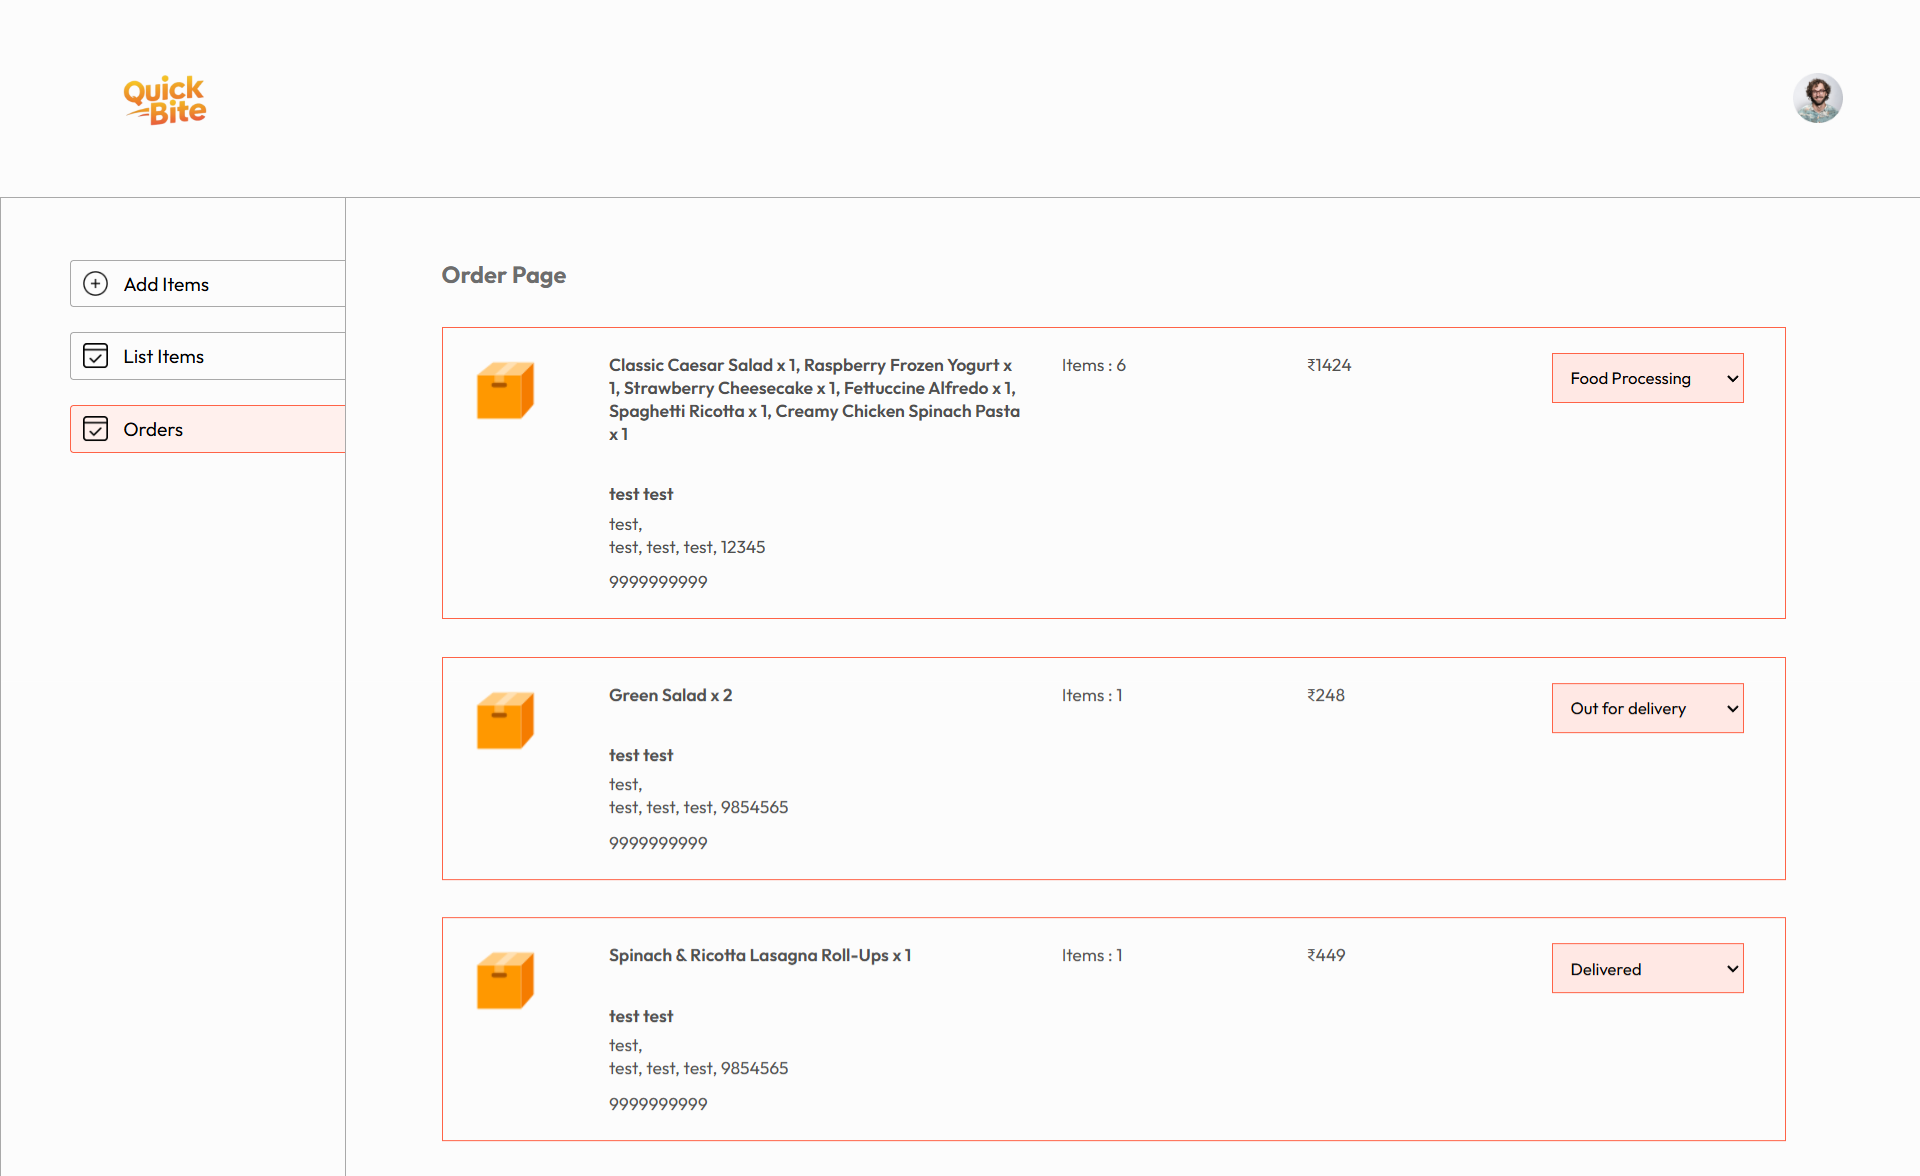 Quick
Bite
Add Items
List Items
Orders
Order Page
Classic Caesar Salad x 1, Raspberry Frozen Yogurt x
1, Strawberry Cheesecake x 1, Fettuccine Alfredo x 1,
Spaghetti Ricotta x 1, Creamy Chicken Spinach Pasta
x 1
Items : 6
₹1424
Food Processing
test test
test,
test, test, test, 12345
9999999999
Green Salad x 2
Items : 1
₹248
Out for delivery
test test
test,
test, test, test, 9854565
9999999999
Spinach & Ricotta Lasagna Roll-Ups x 1
Items : 1
₹449
Delivered
test test
test,
test, test, test, 9854565
9999999999